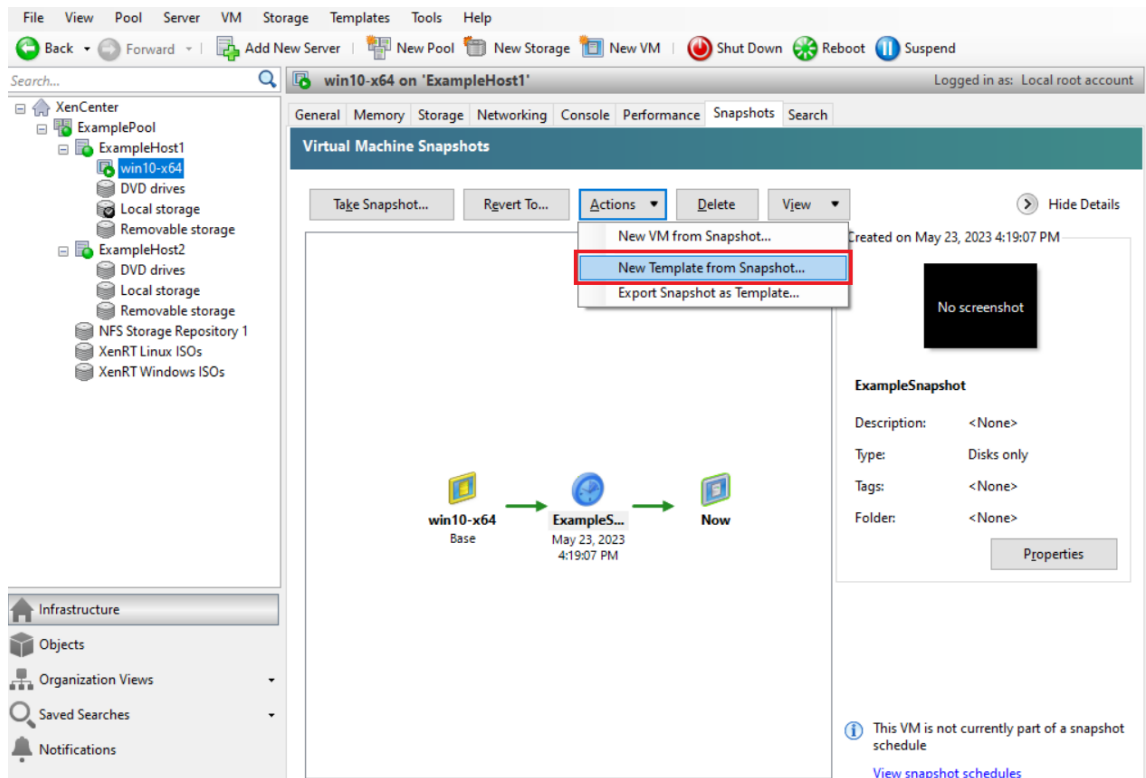 File View Pool Server VM Storage Templates Tools Help
Back Forward Add New Server New Pool New Storage New VM Shut Down Reboot Suspend
Search...
win10-x64 on 'ExampleHost1'
Logged in as: Local root account
XenCenter
ExamplePool
ExampleHost1
win10-x64
DVD drives
Local storage
Removable storage
ExampleHost2
DVD drives
Local storage
Removable storage
NFS Storage Repository 1
XenRT Linux ISOs
XenRT Windows ISOs
Infrastructure
Objects
Organization Views
Saved Searches
Notifications
General Memory Storage Networking Console Performance Snapshots Search
Virtual Machine Snapshots
Take Snapshot... Revert To... Actions Delete View
Hide Details
New VM from Snapshot...
New Template from Snapshot...
Export Snapshot as Template...
win10-x64
Base
ExampleS...
May 23, 2023
4:19:07 PM
Now
Created on May 23, 2023 4:19:07 PM
No screenshot
ExampleSnapshot
Description: <None>
Type: Disks only
Tags: <None>
Folder: <None>
Properties
This VM is not currently part of a snapshot
schedule
View snapshot schedules